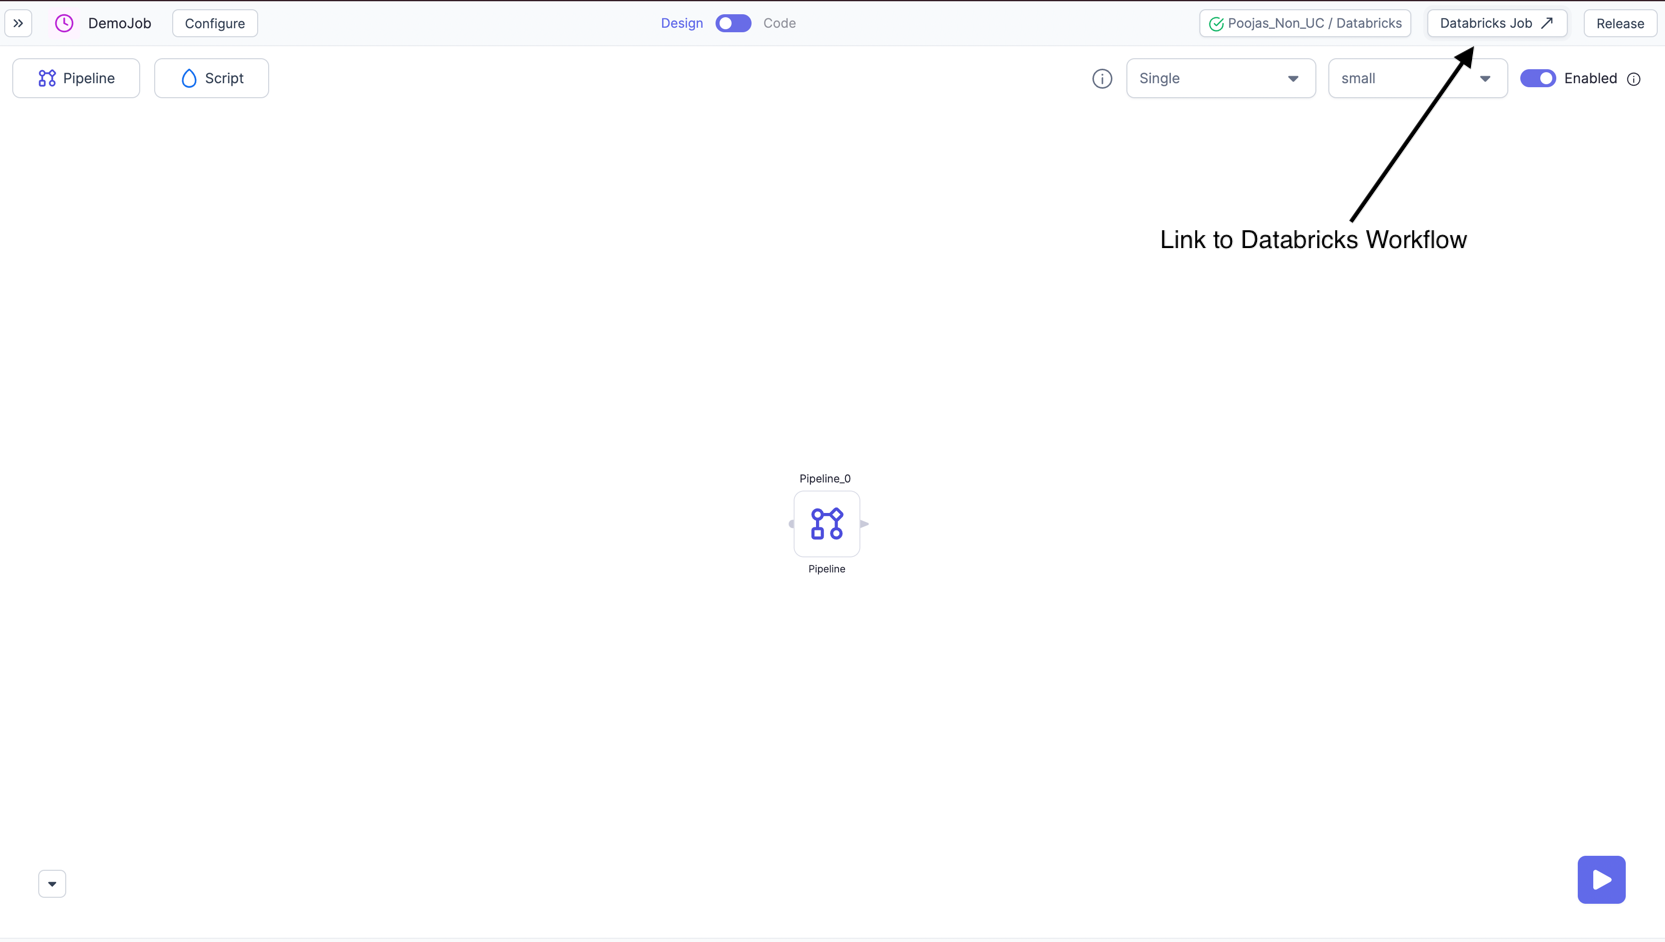 DemoJob
Configure
Design
Code
Poojas_Non_UC / Databricks
Databricks Job
Release
Pipeline
Script
Single
small
Enabled
Link to Databricks Workflow
Pipeline_0
Pipeline